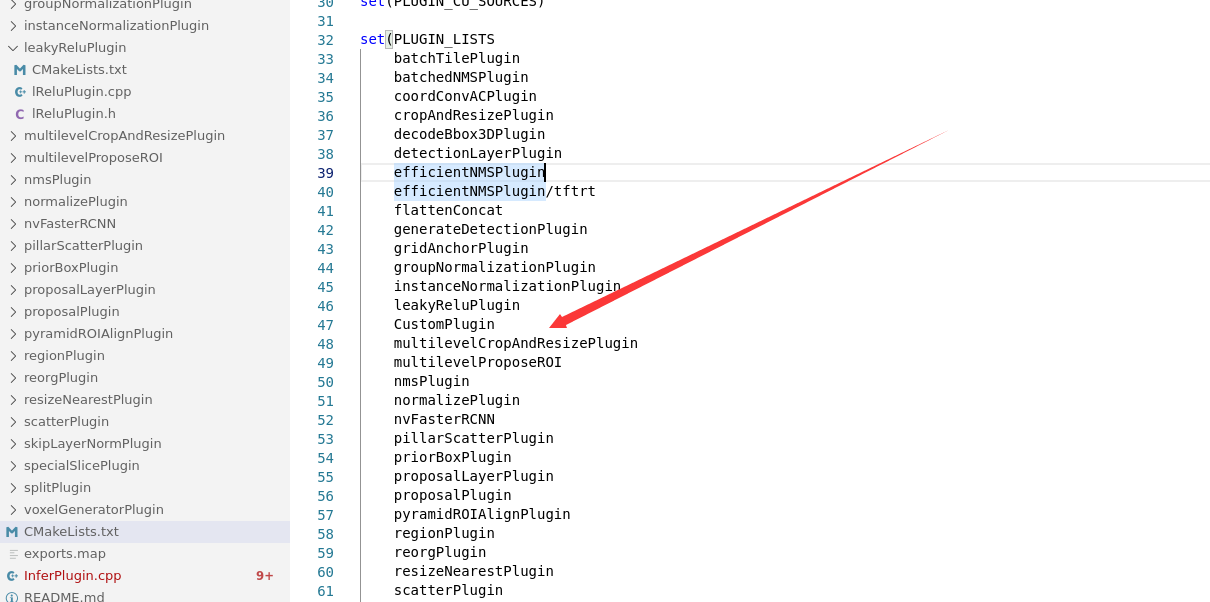 groupNormalizationPlugin
instanceNormalizationPlugin
leakyReluPlugin
M CMakeLists.txt
lReluPlugin.cpp
C lReluPlugin.h
multilevelCropAndResizePlugin
multilevelProposeROI
nmsPlugin
normalizePlugin
nvFasterRCNN
pillarScatterPlugin
priorBoxPlugin
proposalLayerPlugin
proposalPlugin
pyramidROIAlignPlugin
regionPlugin
reorgPlugin
resizeNearestPlugin
scatterPlugin
skipLayerNormPlugin
specialSlicePlugin
splitPlugin
voxelGeneratorPlugin
M CMakeLists.txt
exports.map
InferPlugin.cpp 9+
README.md
30 set(PLUGIN_CU_SOURCES)
31
32 set(PLUGIN_LISTS
33 batchTilePlugin
34 batchedNMSPlugin
35 coordConvACPlugin
36 cropAndResizePlugin
37 decodeBbox3DPlugin
38 detectionLayerPlugin
39 efficientNMSPlugin
40 efficientNMSPlugin/tftrt
41 flattenConcat
42 generateDetectionPlugin
43 gridAnchorPlugin
44 groupNormalizationPlugin
45 instanceNormalizationPlugin
46 leakyReluPlugin
47 CustomPlugin
48 multilevelCropAndResizePlugin
49 multilevelProposeROI
50 nmsPlugin
51 normalizePlugin
52 nvFasterRCNN
53 pillarScatterPlugin
54 priorBoxPlugin
55 proposalLayerPlugin
56 proposalPlugin
57 pyramidROIAlignPlugin
58 regionPlugin
59 reorgPlugin
60 resizeNearestPlugin
61 scatterPlugin